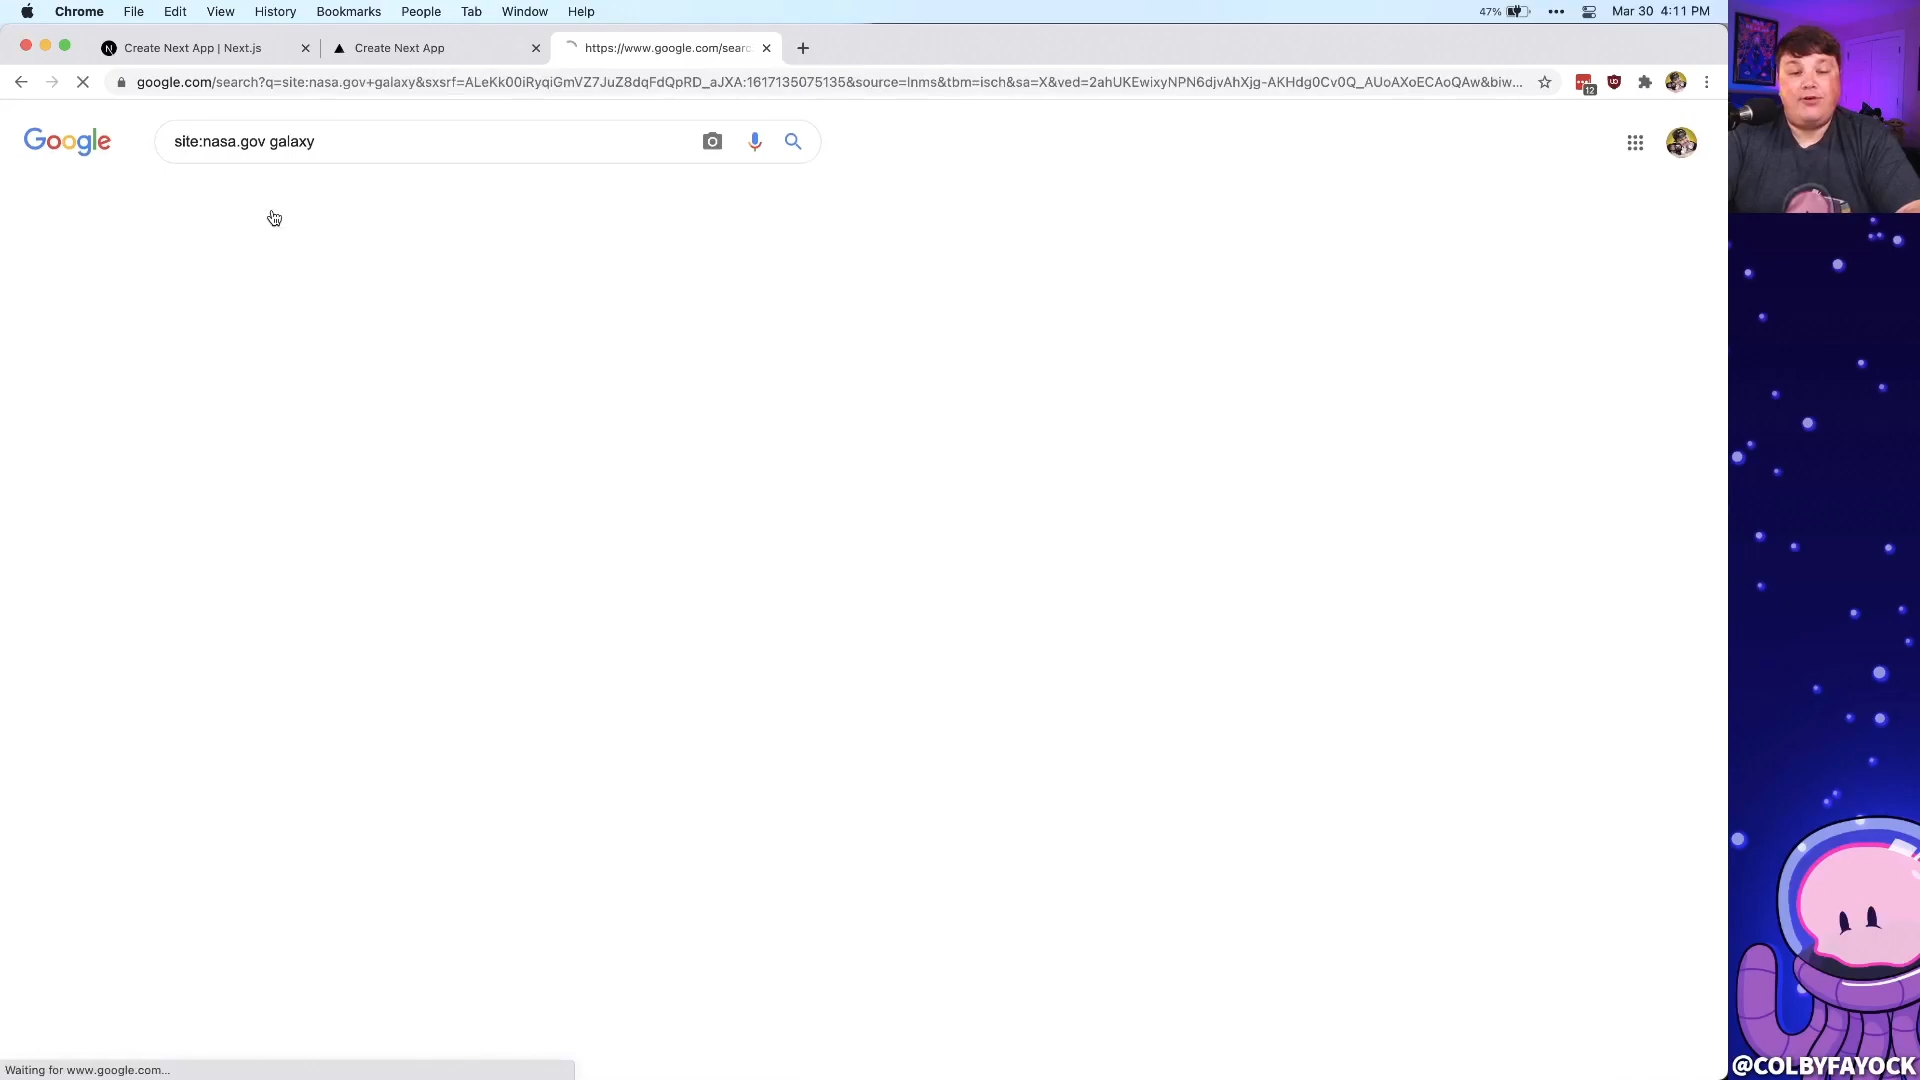 Chrome File Edit View History Bookmarks People Tab Window Help 47% Mar 30 4:11 PM
Create Next App | Next.js Create Next App https://www.google.com/sear
google.com/search?q=site:nasa.gov+galaxy&sxsrf=ALeKk00iRyqiGmVZ7JuZ8dqFdQpRD_aJXA:1617135075135&source=lnms&tbm=isch&sa=X&ved=2ahUKEwixyNPN6djvAhXjg-AKHdg0Cv0Q_AUoAXoECAoQAw&biw... 12
Google site:nasa.gov galaxy
Waiting for www.google.com...
@COLBYFAYOCK